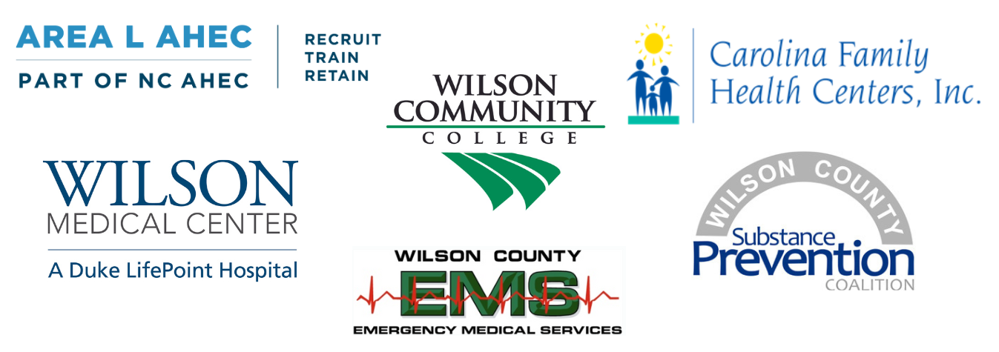 AREA L AHEC
PART OF NC AHEC
RECRUIT
TRAIN
RETAIN
WILSON
COMMUNITY
COLLEGE
Carolina Family
Health Centers, Inc.
WILSON
MEDICAL CENTER
A Duke LifePoint Hospital
WILSON COUNTY
EMS
EMERGENCY MEDICAL SERVICES
WILSON COUNTY
Substance
Prevention
COALITION